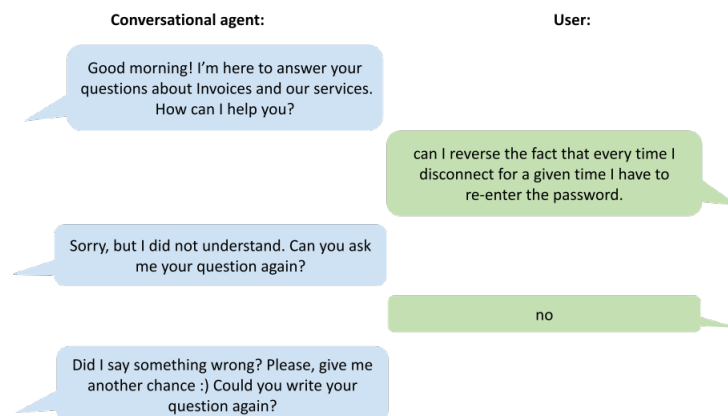 Conversational agent:
User:
Good morning! I'm here to answer your
questions about Invoices and our services.
How can I help you?
can I reverse the fact that every time I
disconnect for a given time I have to
re-enter the password.
Sorry, but I did not understand. Can you ask
me your question again?
no
Did I say something wrong? Please, give me
another chance :) Could you write your
question again?